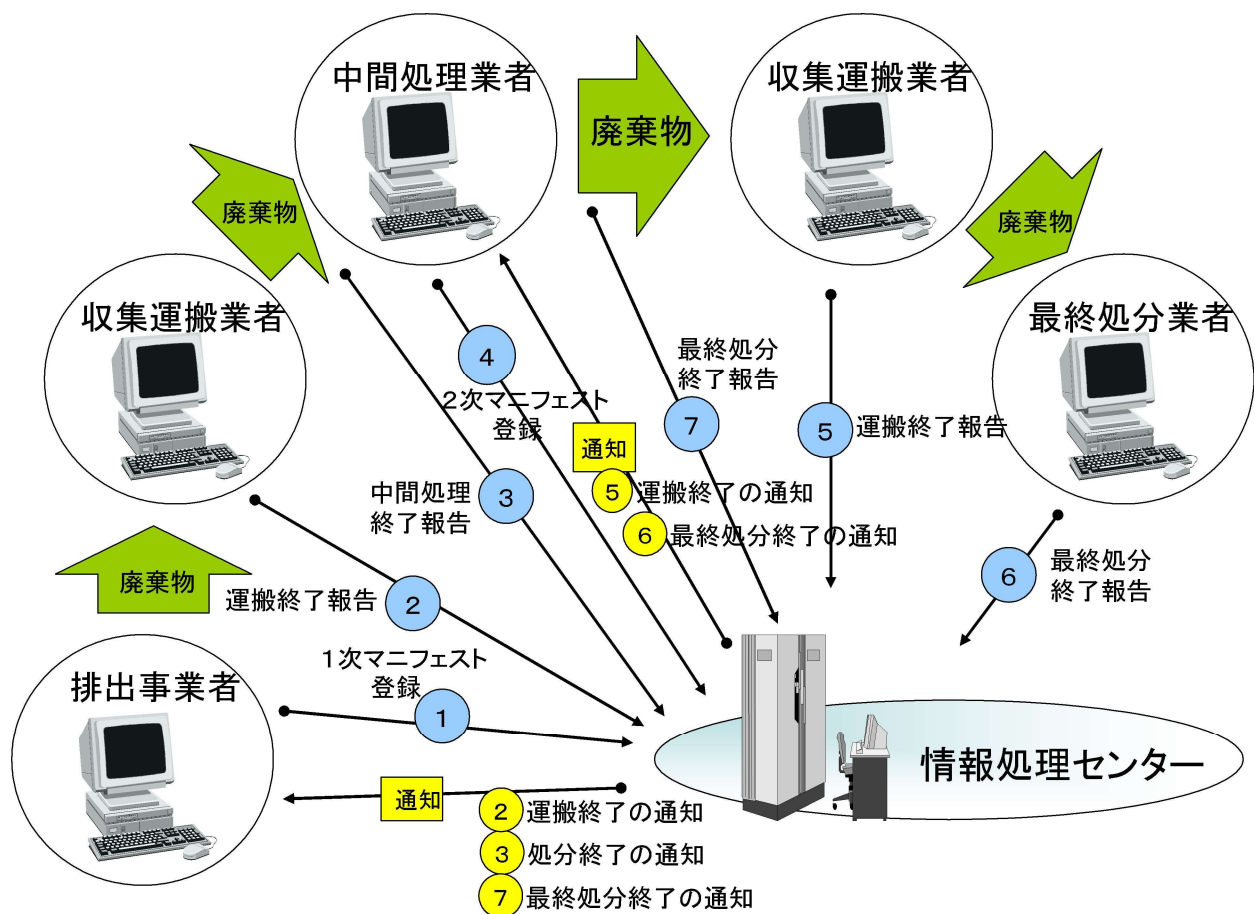 中間処理業者
収集運搬業者
廃棄物
廃棄物
廃棄物
収集運搬業者
最終処分業者
4
2次マニフェスト
登録
最終処分
終了報告
7
5
運搬終了報告
通知
5
運搬終了の通知
6
最終処分終了の通知
中間処理
終了報告
3
6
最終処分
終了報告
廃棄物
運搬終了報告
2
1次マニフェスト
登録
1
排出事業者
情報処理センター
通知
2
運搬終了の通知
3
処分終了の通知
7
最終処分終了の通知